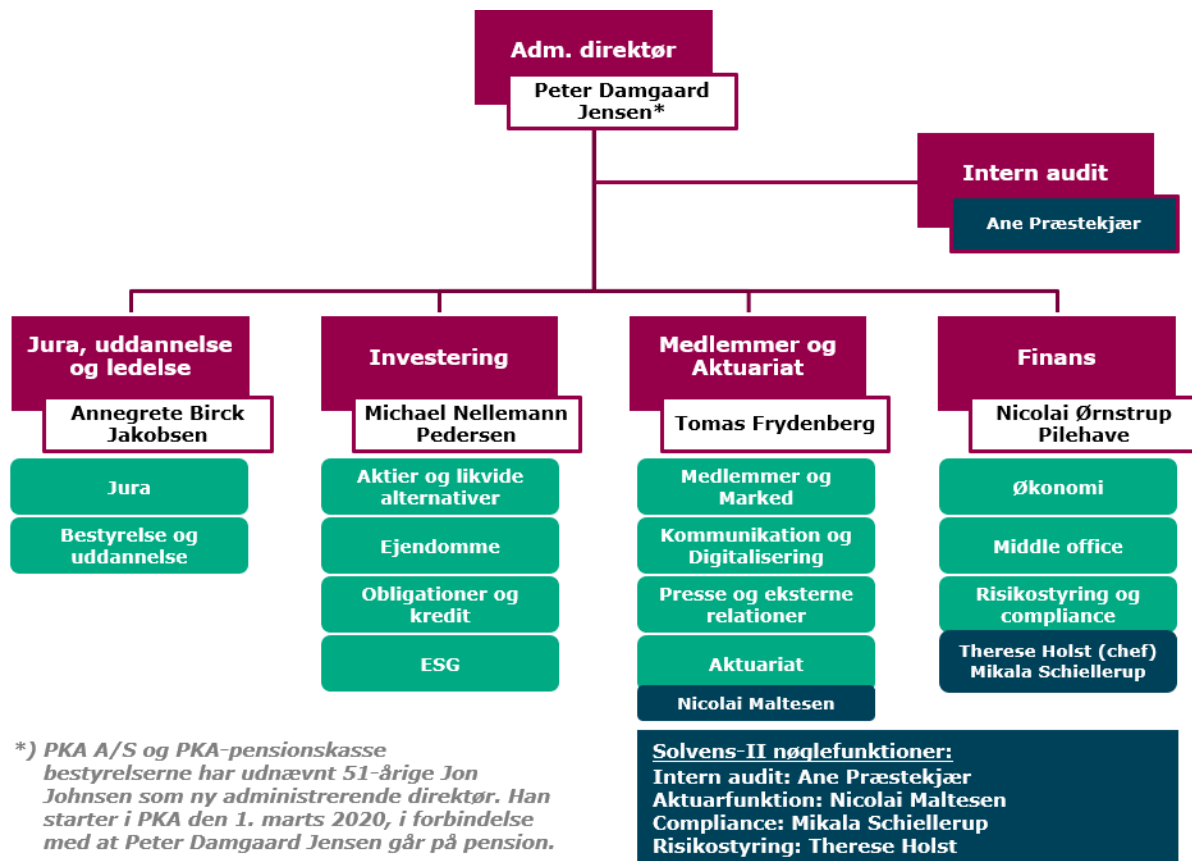 Adm. direktør
Peter Damgaard
Jensen*
Intern audit
Ane Præstekjær
Jura, uddannelse
og ledelse
Annegrete Birck
Jakobsen
Jura
Bestyrelse og
uddannelse
Investering
Michael Nellemann
Pedersen
Aktier og likvide
alternativer
Ejendomme
Obligationer og
kredit
ESG
Medlemmer og
Aktuariat
Tomas Frydenberg
Medlemmer og
Marked
Kommunikation og
Digitalisering
Presse og eksterne
relationer
Aktuariat
Nicolai Maltesen
Finans
Nicolai Ørnstrup
Pilehave
Økonomi
Middle office
Risikostyring og
compliance
Therese Holst (chef)
Mikala Schiellerup
*) PKA A/S og PKA-pensionskasse
bestyrelserne har udnævnt 51-årige Jon
Johnsen som ny administrerende direktør. Han
starter i PKA den 1. marts 2020, i forbindelse
med at Peter Damgaard Jensen går på pension.
Solvens-II nøglefunktioner:
Intern audit: Ane Præstekjær
Aktuarfunktion: Nicolai Maltesen
Compliance: Mikala Schiellerup
Risikostyring: Therese Holst